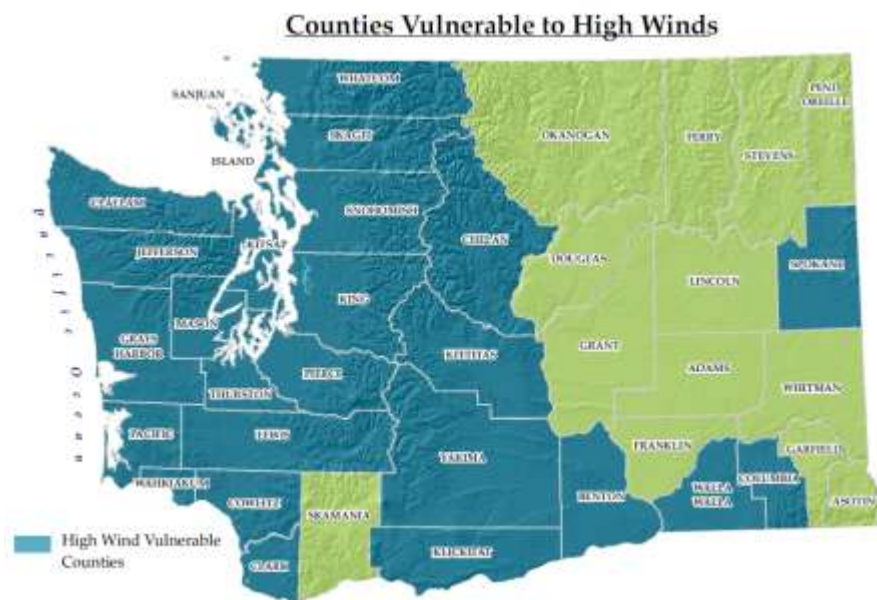 Counties Vulnerable to High Winds
WHATCOM
SANJUAN
PEND
OREILLE
SKAGIT
OKANOGAN
FERRY
STEVENS
ISLAND
CLALLAM
SNOHOMISH
JEFFERSON
KITSAP
CHELAN
DOUGLAS
SPOKANE
LINCOLN
KING
MASON
GRAYS
HARBOR
KITTITAS
GRANT
ADAMS
PIERCE
WHITMAN
THURSTON
Pacific Ocean
PACIFIC
LEWIS
YAKIMA
FRANKLIN
GARFIELD
WAHKIAKUM
COWLITZ
BENTON
WALLA
WALLA
COLUMBIA
ASOTIN
SKAMANIA
KLICKITAT
CLARK
High Wind Vulnerable
Counties